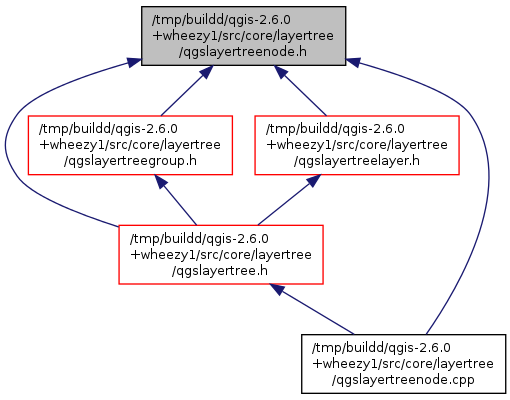 /tmp/buildd/qgis-2.6.0
+wheezy1/src/core/layertree
/qgslayertreenode.h
/tmp/buildd/qgis-2.6.0
+wheezy1/src/core/layertree
/qgslayertreegroup.h
/tmp/buildd/qgis-2.6.0
+wheezy1/src/core/layertree
/qgslayertreelayer.h
/tmp/buildd/qgis-2.6.0
+wheezy1/src/core/layertree
/qgslayertree.h
/tmp/buildd/qgis-2.6.0
+wheezy1/src/core/layertree
/qgslayertreenode.cpp